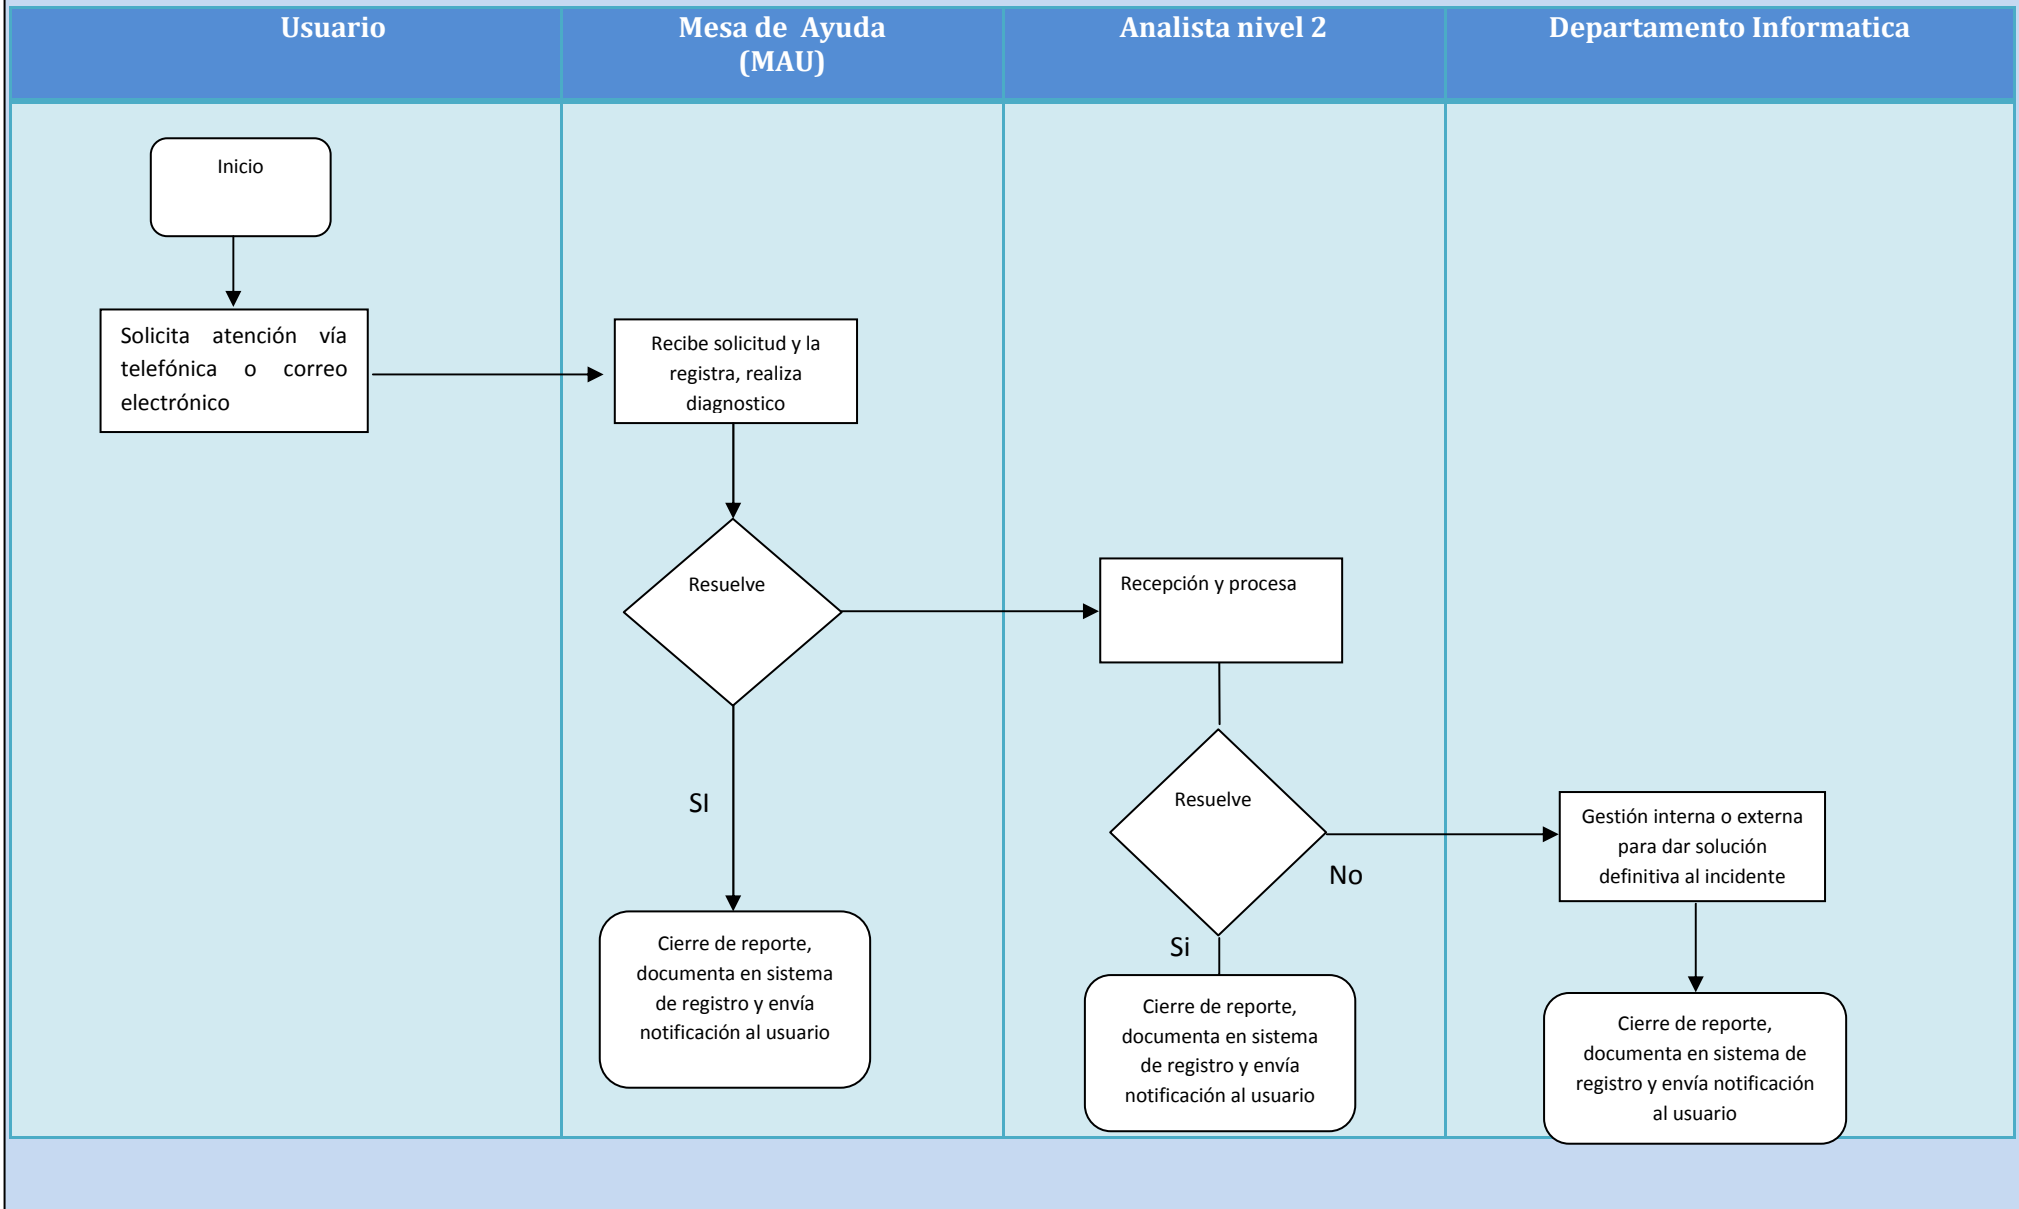 Usuario
Mesa de Ayuda
(MAU)
Analista nivel 2
Departamento Informatica
Inicio
Solicita atención vía
telefónica o correo
electrónico
Recibe solicitud y la
registra, realiza
diagnostico
Resuelve
Recepción y procesa
SI
Resuelve
No
Si
Gestión interna o externa
para dar solución
definitiva al incidente
Cierre de reporte,
documenta en sistema
de registro y envía
notificación al usuario
Cierre de reporte,
documenta en sistema
de registro y envía
notificación al usuario
Cierre de reporte,
documenta en sistema de
registro y envía notificación
al usuario